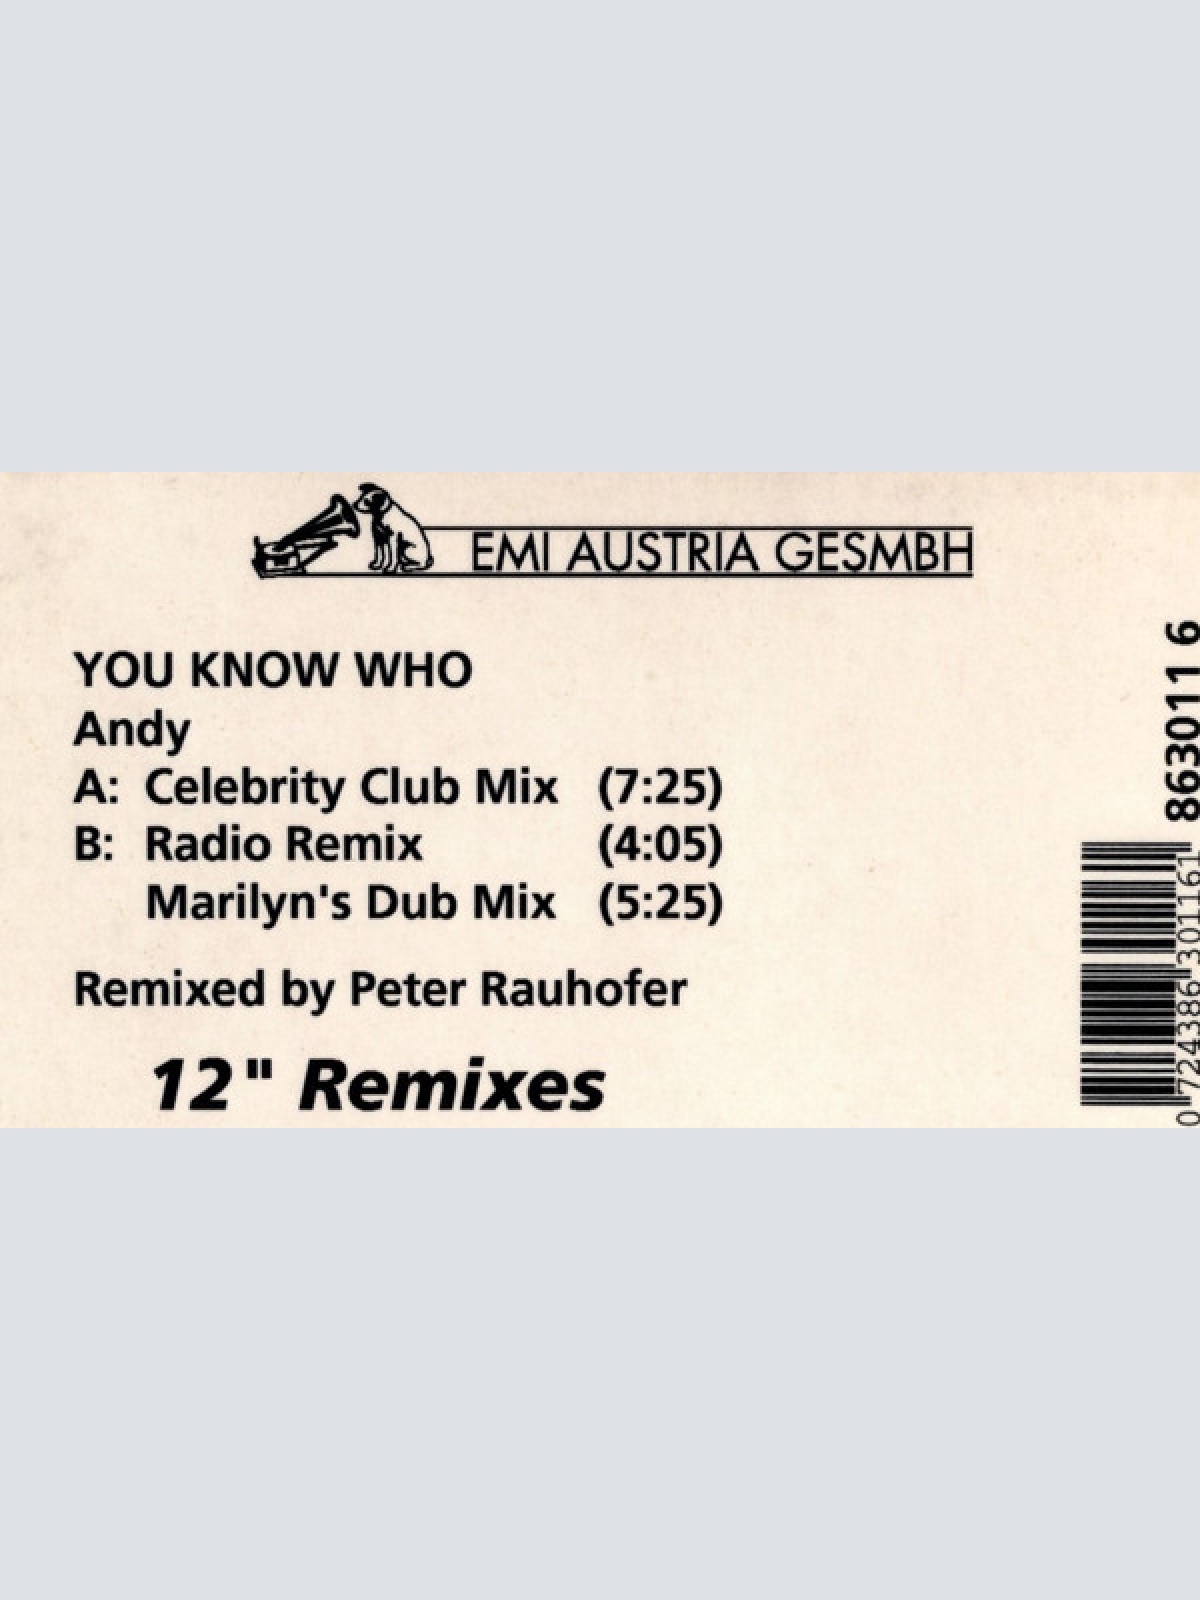 EMI AUSTRIA GESMBH
YOU KNOW WHO
Andy
A: Celebrity Club Mix (7:25)
B: Radio Remix (4:05)
Marilyn's Dub Mix (5:25)
Remixed by Peter Rauhofer
12" Remixes
863011 6
0 724386 301161